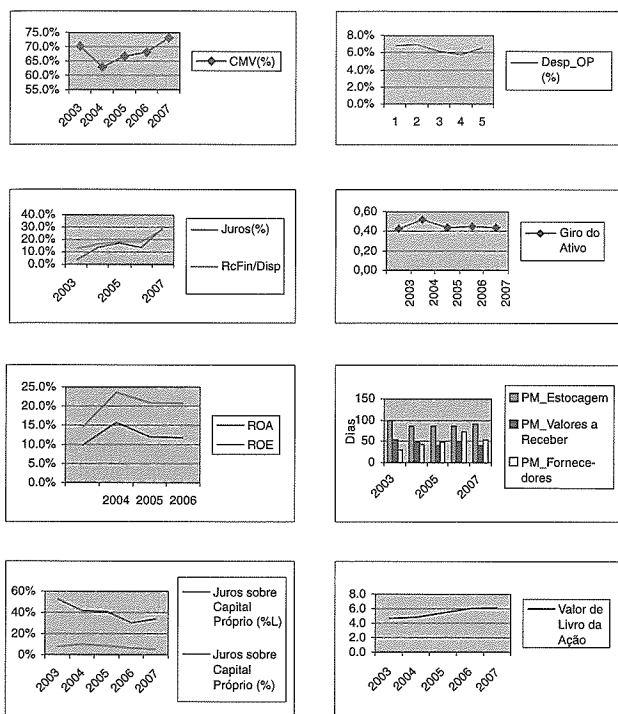 75.0%
70.0%
65.0%
60.0%
55.0%
2003
2004
2005
2006
2007
CMV(%)
8.0%
6.0%
4.0%
2.0%
0.0%
1 2 3 4 5
Desp_OP
(%)
40.0%
30.0%
20.0%
10.0%
0.0%
2003
2005
2007
Juros(%)
RcFin/Disp
0,60
0,40
0,20
0,00
2003
2004
2005
2006
2007
Giro do
Ativo
25.0%
20.0%
15.0%
10.0%
5.0%
0.0%
2004 2005 2006
ROA
ROE
Dias
150
100
50
0
2003
2005
2007
PM_Estocagem
PM_Valores a
Receber
PM_Fornece-
dores
60%
40%
20%
0%
2003
2004
2005
2006
2007
Juros sobre
Capital
Próprio (%L)
Juros sobre
Capital
Próprio (%)
8.0
6.0
4.0
2.0
0.0
2003
2004
2005
2006
2007
Valor de
Livro da
Ação